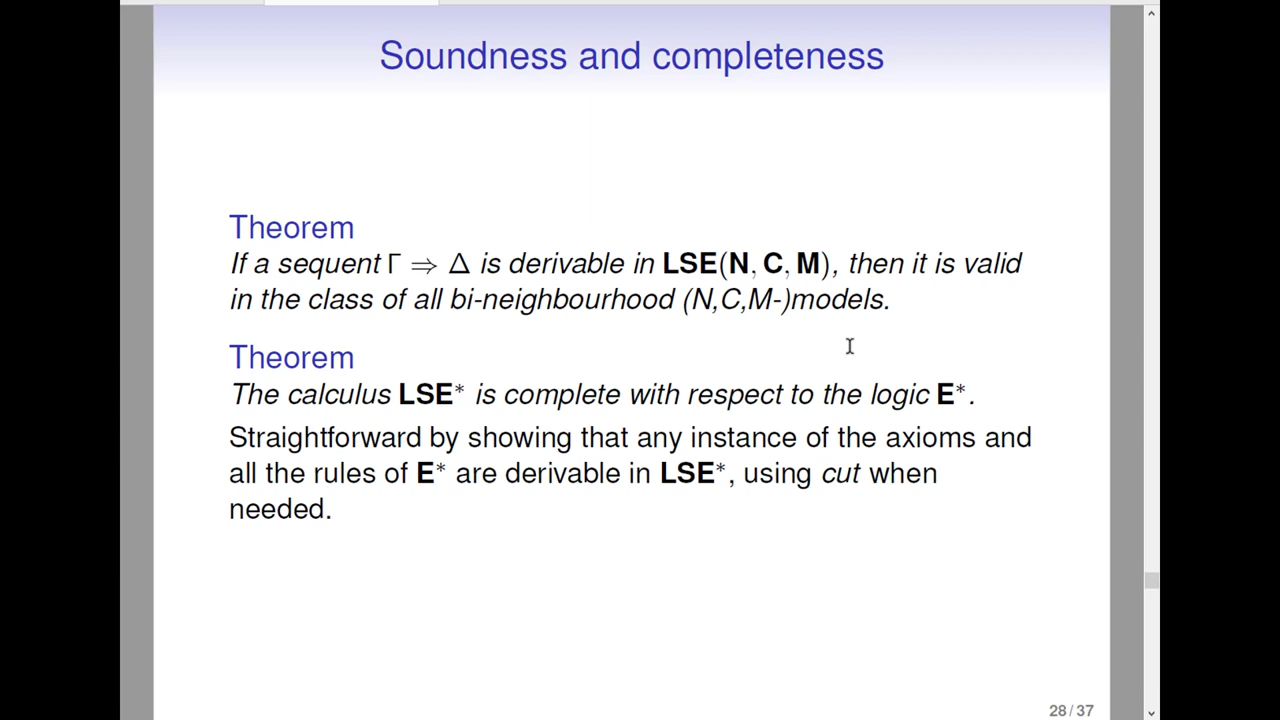 Soundness and completeness
Theorem
If a sequent Γ ⇒ Δ is derivable in LSE(N, C, M), then it is valid
in the class of all bi-neighbourhood (N,C,M-)models.
Theorem
The calculus LSE* is complete with respect to the logic E*.
Straightforward by showing that any instance of the axioms and
all the rules of E* are derivable in LSE*, using cut when
needed.
28 / 37